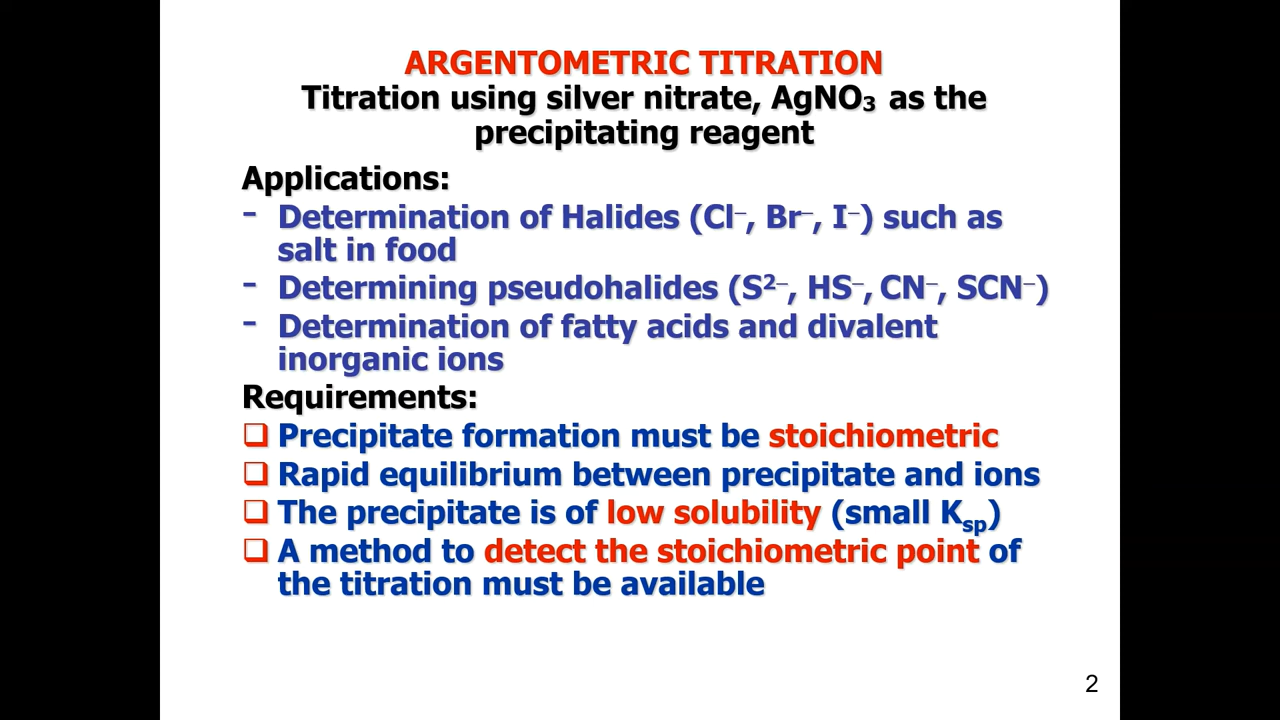 ARGENTOMETRIC TITRATION
Titration using silver nitrate, AgNO₃ as the
precipitating reagent
Applications:
- Determination of Halides (Cl⁻, Br⁻, I⁻) such as
salt in food
- Determining pseudohalides (S²⁻, HS⁻, CN⁻, SCN⁻)
- Determination of fatty acids and divalent
inorganic ions
Requirements:
❑ Precipitate formation must be stoichiometric
❑ Rapid equilibrium between precipitate and ions
❑ The precipitate is of low solubility (small Ksp)
❑ A method to detect the stoichiometric point of
the titration must be available
2